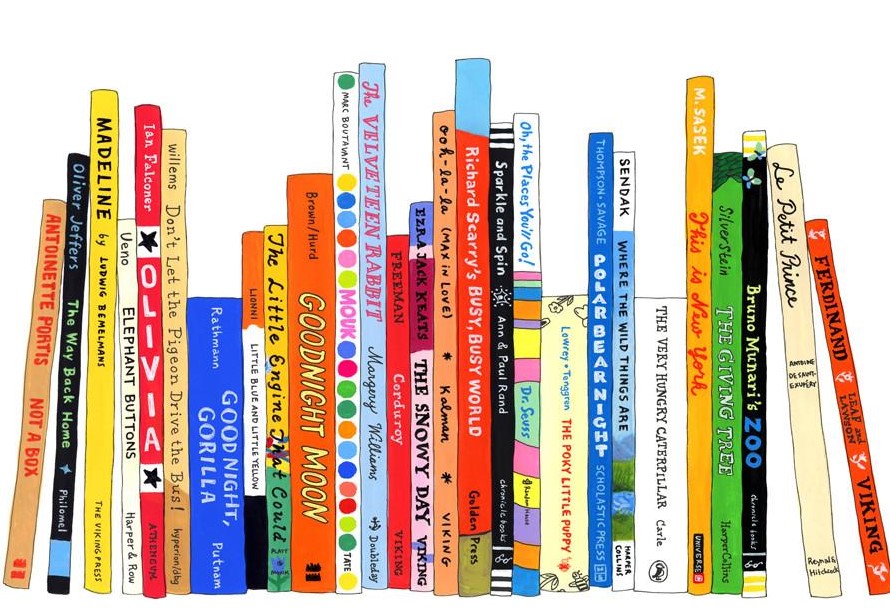 ANTOINETTE PORTIS NOT A BOX
Oliver Jeffers The Way Back Home Philomel
MADELINE by LUDWIG BEMELMANS THE VIKING PRESS
Ueno ELEPHANT BUTTONS Harper & Row
Ian Falconer OLIVIA ATHENEUM
willems Don't Let the Pigeon Drive the Bus! hyperion/dbg
Rathmann GOODNIGHT, GORILLA Putnam
LIONNI LITTLE BLUE AND LITTLE YELLOW
The Little Engine That Could PLATT
Brown/Hurd GOODNIGHT MOON
MARC BOUTAVANT MOUK TATE
The VELVETEEN RABBIT Margery Williams Doubleday
FREEMAN Corduroy VIKING
EZRA JACK KEATS THE SNOWY DAY VIKING
ooh-la-la (MAX IN LOVE) * Kalman * VIKING
Richard Scarry's BUSY, BUSY WORLD Golden Press
Sparkle and Spin Ann & Paul Rand chronicle books
Oh, the Places You'll Go! Dr. Seuss Random House
Lowrey • Tenggren THE POKY LITTLE PUPPY
THOMPSON • SAVAGE POLAR BEAR NIGHT SCHOLASTIC PRESS
SENDAK WHERE THE WILD THINGS ARE HARPER COLLINS
THE VERY HUNGRY CATERPILLAR Carle
M. SASEK This is New York UNIVERSE
Silverstein THE GIVING TREE HarperCollins
Bruno Munari's ZOO chronicle books
Le Petit Prince ANTOINE DE SAINT-EXUPÉRY Reynal & Hitchcock
FERDINAND LEAF and LAWSON VIKING